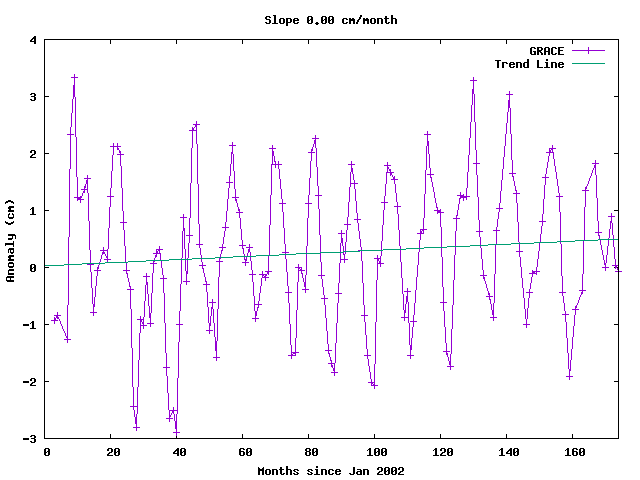 Slope 0.00 cm/month
GRACE
Trend Line
4
3
2
1
0
-1
-2
-3
Anomaly (cm)
0 20 40 60 80 100 120 140 160
Months since Jan 2002